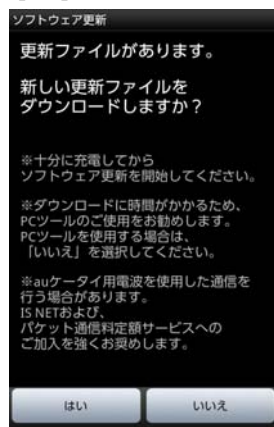 ソフトウェア更新
更新ファイルがあります。
新しい更新ファイルを
ダウンロードしますか？
※十分に充電してから
ソフトウェア更新を開始してください。
※ダウンロードに時間がかかるため、
PCツールのご使用をお勧めします。
PCツールを使用する場合は、
「いいえ」を選択してください。
※auケータイ用電波を使用した通信を
行う場合があります。
IS NETおよび、
パケット通信料定額サービスへの
ご加入を強くお奨めします。
はい
いいえ